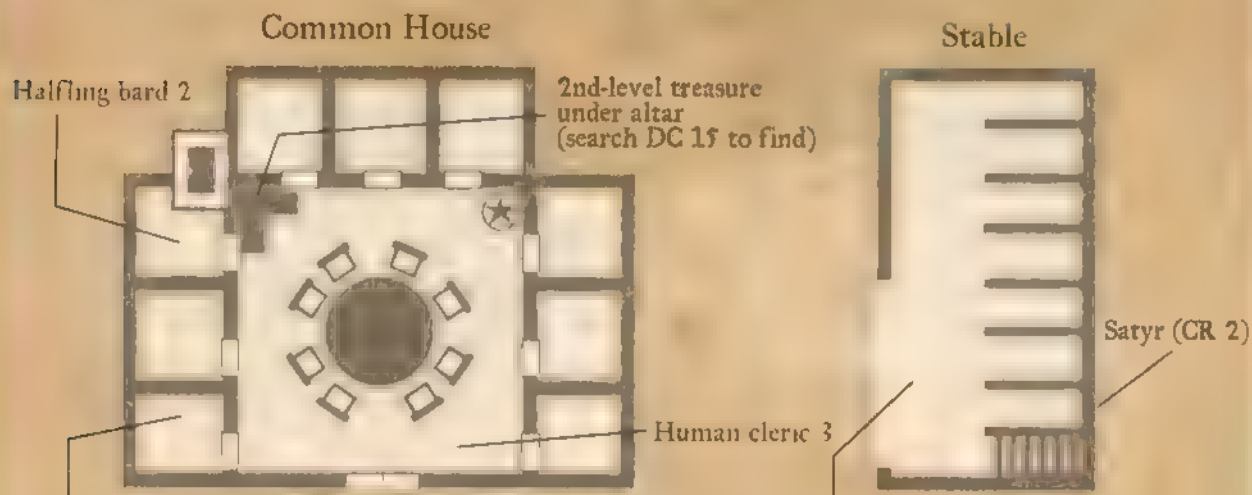 Common House
Stable
Halfling bard 2
2nd-level treasure
under altar
(search DC 15 to find)
Satyr (CR 2)
Human cleric 3